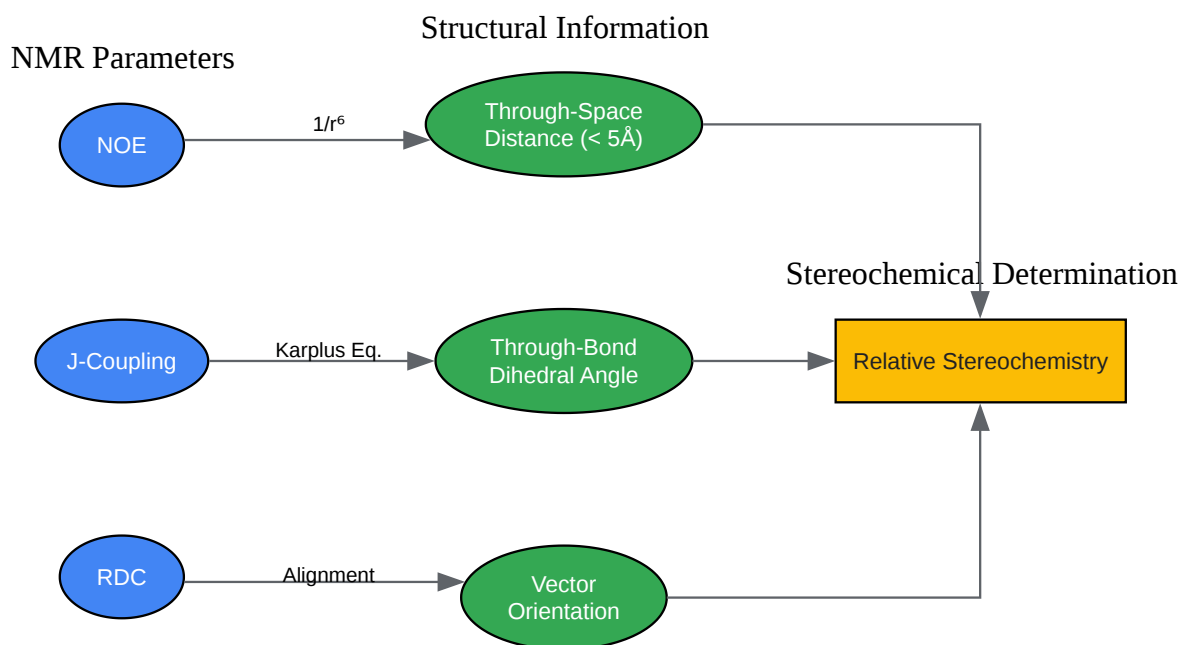 Structural Information
NMR Parameters
NOE
1/r⁶
Through-Space
Distance (< 5Å)
Stereochemical Determination
J-Coupling
Karplus Eq.
Through-Bond
Dihedral Angle
Relative Stereochemistry
RDC
Alignment
Vector
Orientation